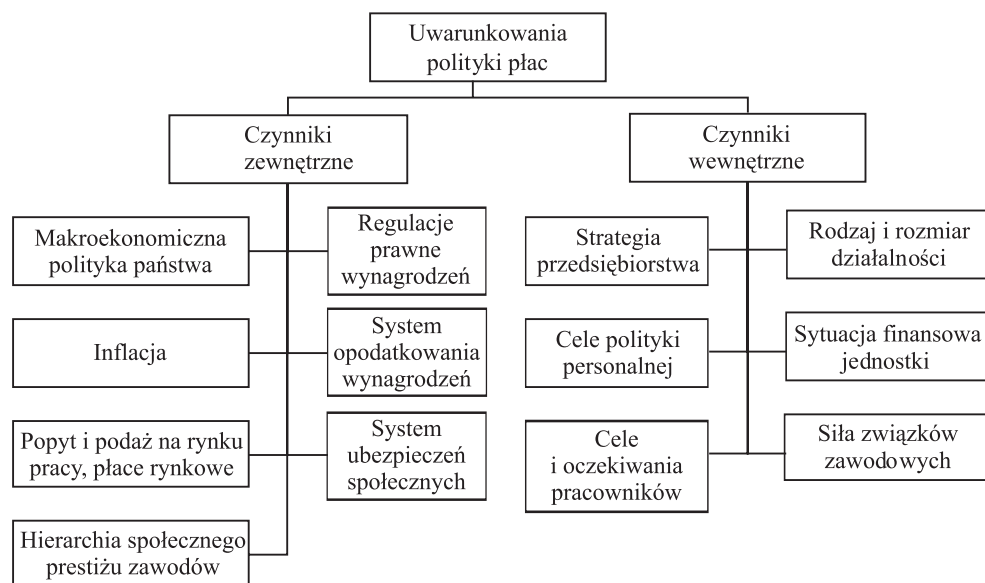 Uwarunkowania
polityki płac
Czynniki
zewnętrzne
Czynniki
wewnętrzne
Makroekonomiczna
polityka państwa
Regulacje
prawne
wynagrodzeń
Inflacja
System
opodatkowania
wynagrodzeń
Popyt i podaż na rynku
pracy, płace rynkowe
System
ubezpieczeń
społecznych
Hierarchia społecznego
prestiżu zawodów
Strategia
przedsiębiorstwa
Rodzaj i rozmiar
działalności
Cele polityki
personalnej
Sytuacja finansowa
jednostki
Cele
i oczekiwania
pracowników
Siła związków
zawodowych